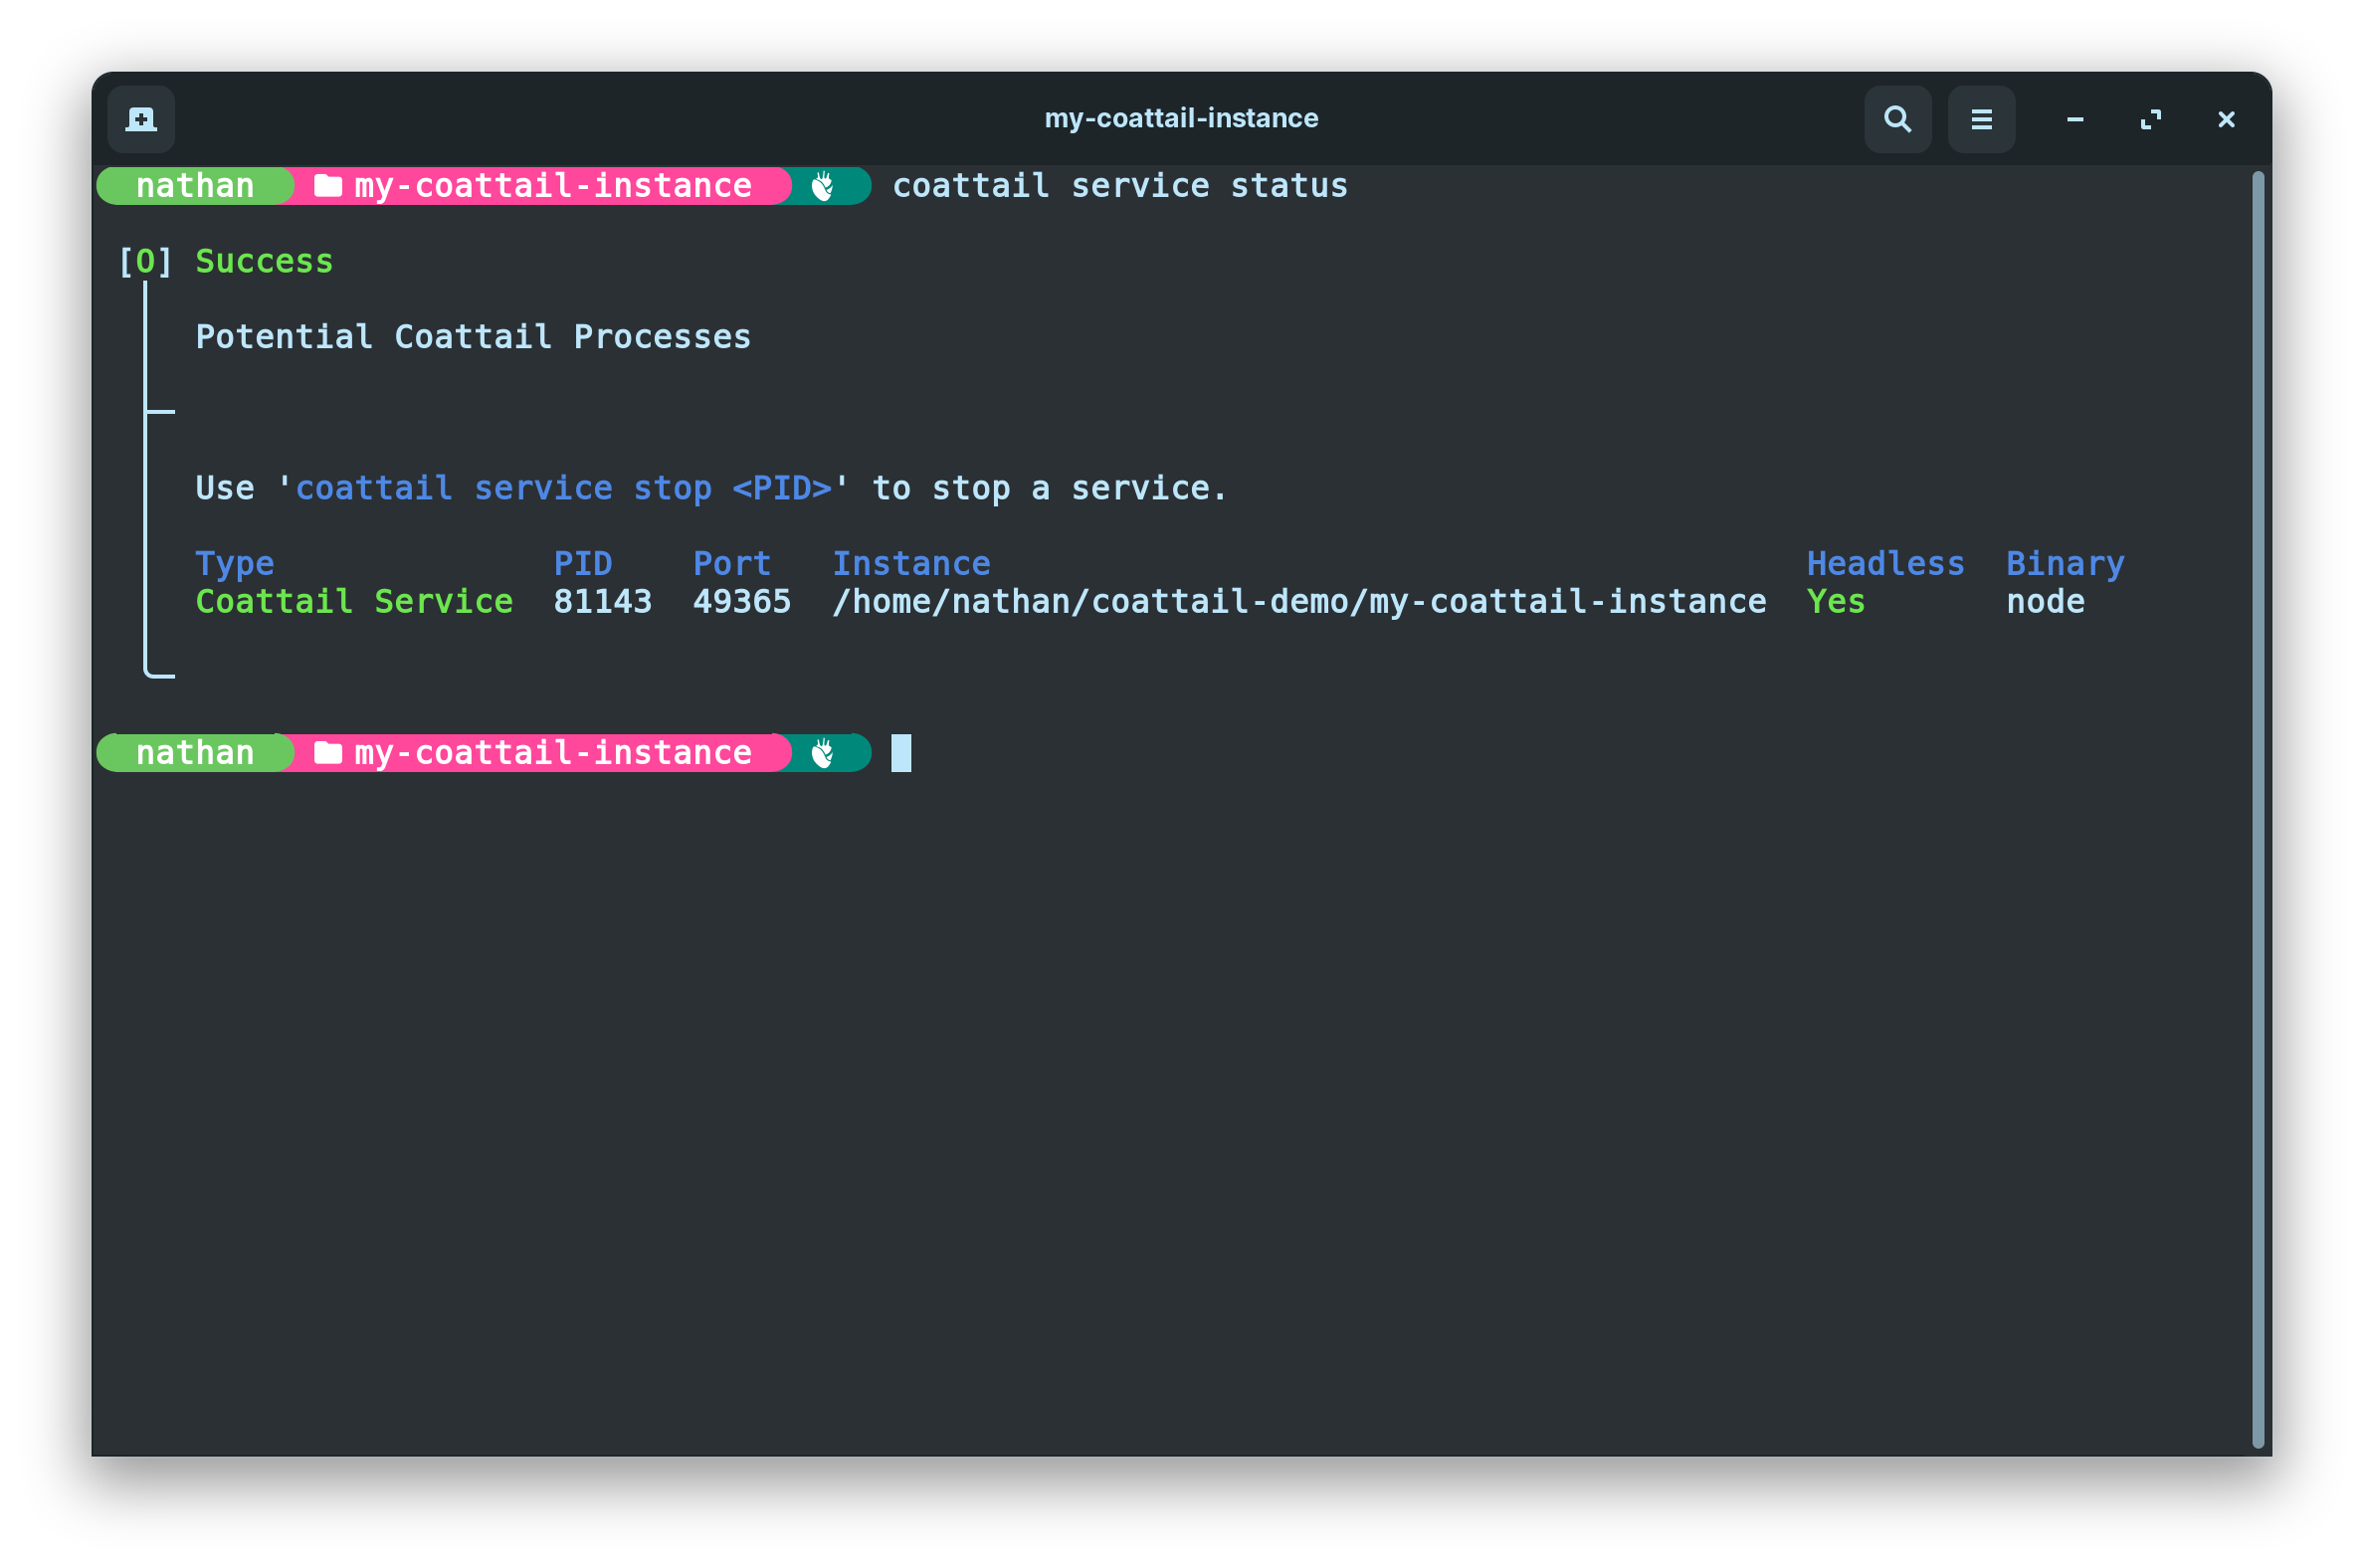 my-coattail-instance
nathan my-coattail-instance coattail service status
[O] Success
Potential Coattail Processes
Use 'coattail service stop <PID>' to stop a service.
Type PID Port Instance Headless Binary
Coattail Service 81143 49365 /home/nathan/coattail-demo/my-coattail-instance Yes node
nathan my-coattail-instance